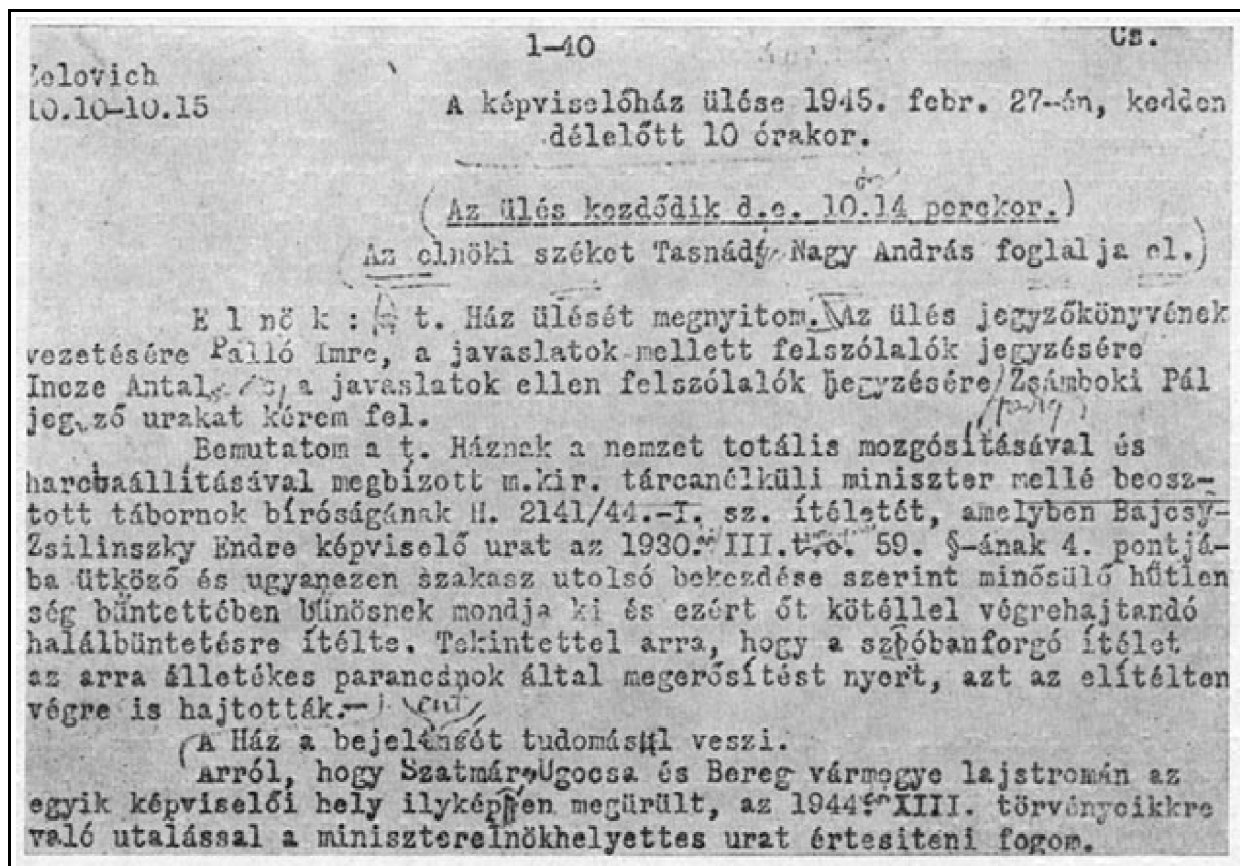 1-40
Cs.
Zelovich
10.10-10.15
A képviselőház ülése 1945. febr. 27-én, kedden
délelőtt 10 órakor.
(Az ülés kezdődik d.e. 10.14 perckor.)
(Az elnöki széket Tasnádi Nagy András foglalja el.)
E l n ö k : A t. Ház ülését megnyitom. Az ülés jegyzőkönyvének
vezetésére Palló Imre, a javaslatok mellett felszólalók jegyzésére
Incze Antal, a javaslatok ellen felszólalók jegyzésére Zsámboki Pál
(pedig)
jegyző urakat kérem fel.
Bemutatom a t. Háznak a nemzet totális mozgósításával és
harcbaállításával megbízott m.kir. tárcanélküli miniszter mellé beosz-
tott tábornok bíróságának H. 2141/44.-I. sz. ítéletét, amelyben Bajcsy-
Zsilinszky Endre képviselő urat az 1930. III.t.c. 59. §-ának 4. pontjá-
ba ütköző és ugyanezen szakasz utolsó bekezdése szerint minősülő hűtlen
ség bűntettében bűnösnek mondja ki és ezért őt kötéllel végrehajtandó
halálbüntetésre ítélte. Tekintettel arra, hogy a szóbanforgó ítélet
az arra illetékes parancsnok által megerősítést nyert, azt az elítélten
végre is hajtották.-
(A Ház a bejelentését tudomásul veszi.
Arról, hogy Szatmár, Ugocsa és Bereg vármegye lajstromán az
egyik képviselői hely ilyképen megürült, az 1944: XIII. törvénycikkre
való utalással a miniszterelnökhelyettes urat értesiteni fogom.